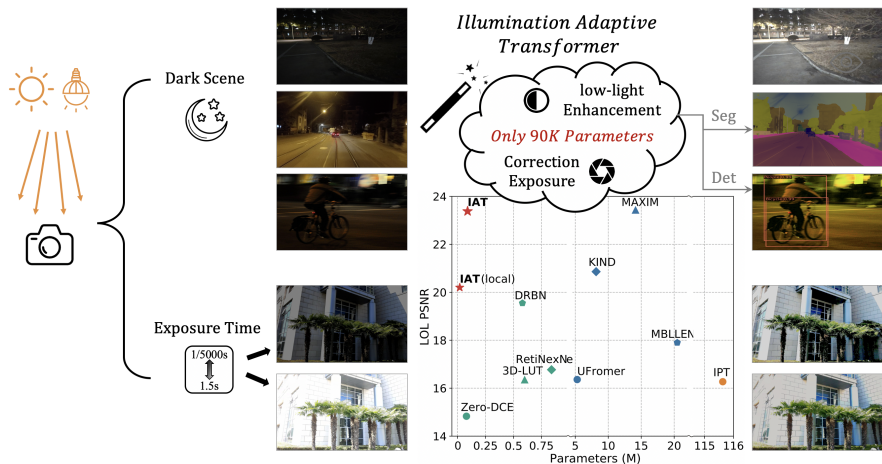 Illumination Adaptive
Transformer
Dark Scene
low-light
Enhancement
Only 90K Parameters
Correction
Exposure
Seg
Det
Exposure Time
1/5000s
1.5s
LOL PSNR
24
22
20
18
16
14
IAT
MAXIM
IAT(local)
KIND
DRBN
MBLLEN
RetiNexNe
3D-LUT
UFromer
IPT
Zero-DCE
0 0.25 0.5 0.75 5 10 15 20 115 116
Parameters (M)